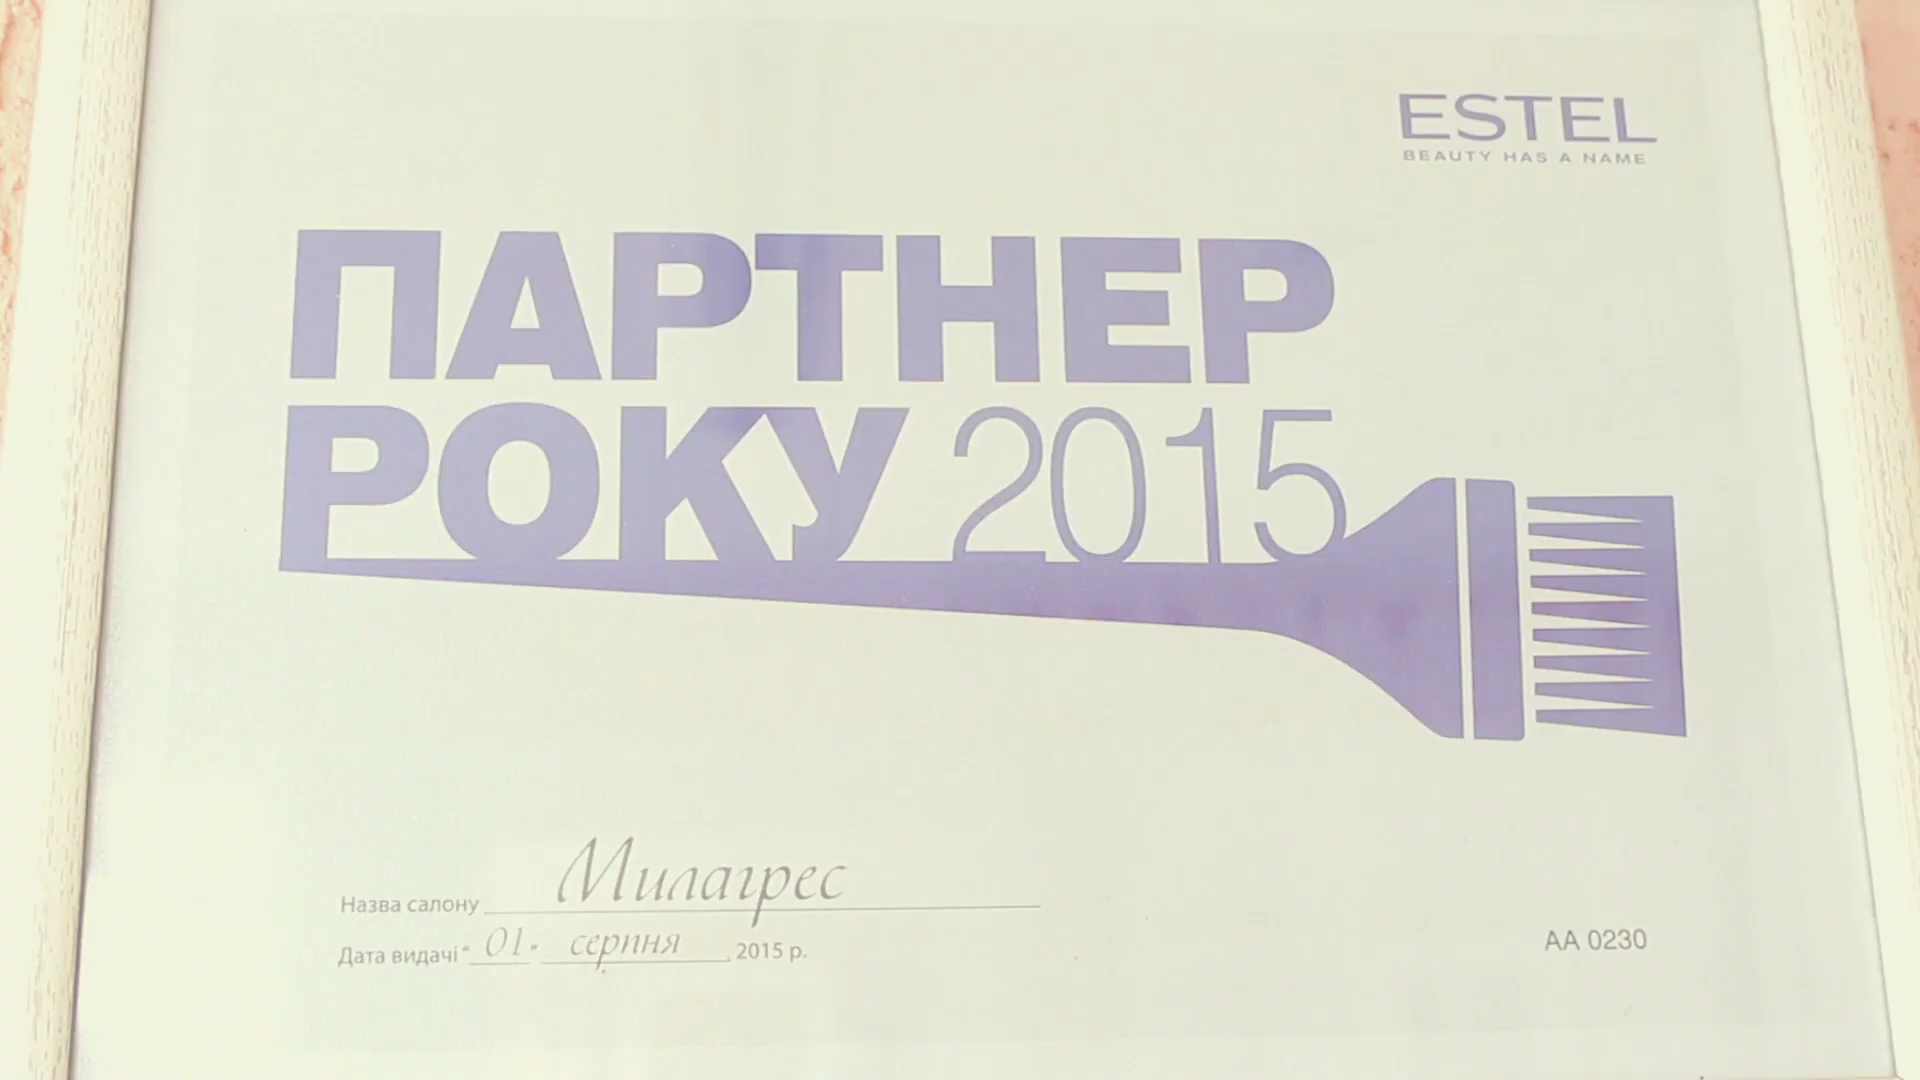 ESTEL
BEAUTY HAS A NAME
ПАРТНЕР
РОКУ 2015
Назва салону Милагрес
Дата видачі “ 01 “ серпня 2015 р.
АА 0230